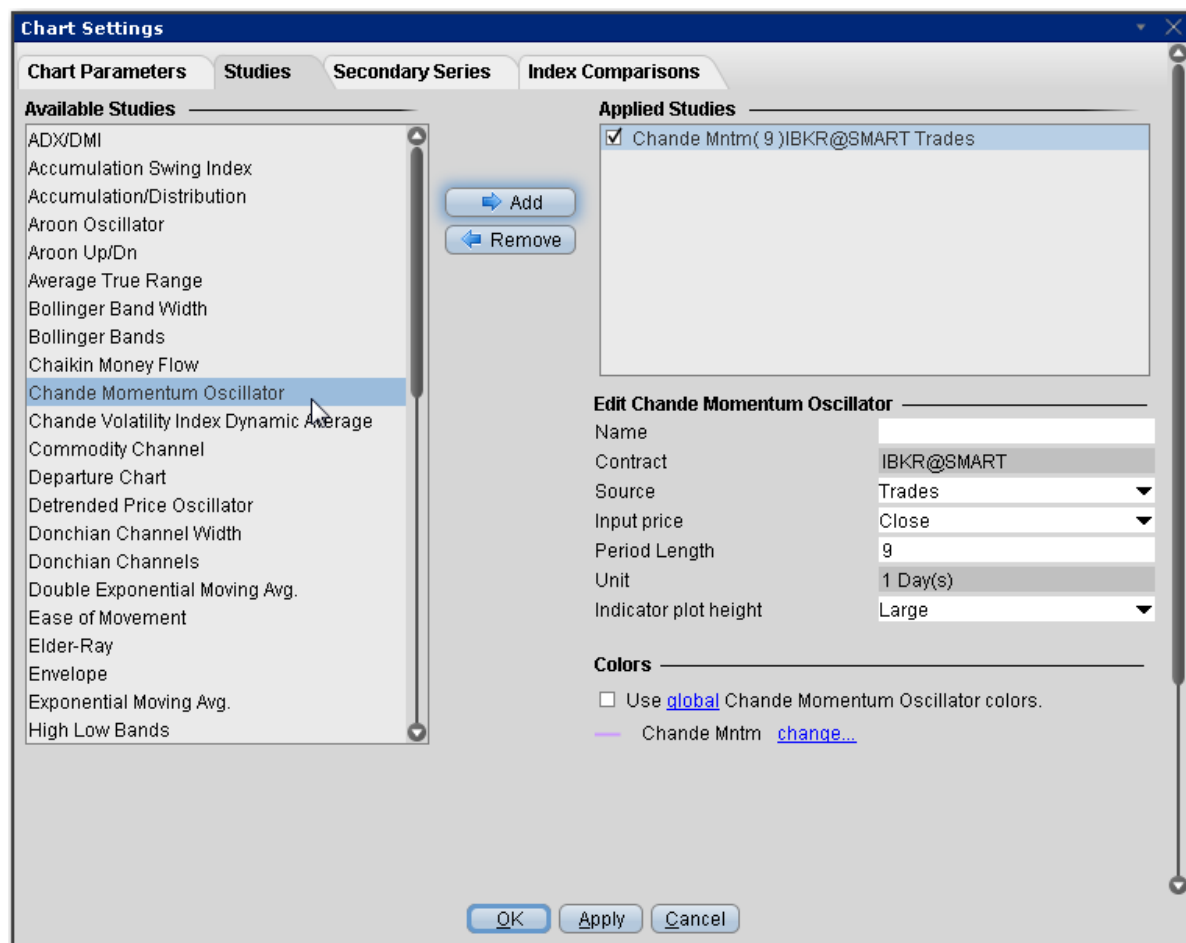 Chart Settings
Chart Parameters
Studies
Secondary Series
Index Comparisons
Available Studies
ADX/DMI
Accumulation Swing Index
Accumulation/Distribution
Aroon Oscillator
Aroon Up/Dn
Average True Range
Bollinger Band Width
Bollinger Bands
Chaikin Money Flow
Chande Momentum Oscillator
Chande Volatility Index Dynamic Average
Commodity Channel
Departure Chart
Detrended Price Oscillator
Donchian Channel Width
Donchian Channels
Double Exponential Moving Avg.
Ease of Movement
Elder-Ray
Envelope
Exponential Moving Avg.
High Low Bands
Add
Remove
Applied Studies
Chande Mntm( 9 )IBKR@SMART Trades
Edit Chande Momentum Oscillator
Name
Contract IBKR@SMART
Source Trades
Input price Close
Period Length 9
Unit 1 Day(s)
Indicator plot height Large
Colors
Use global Chande Momentum Oscillator colors.
Chande Mntm change...
OK
Apply
Cancel